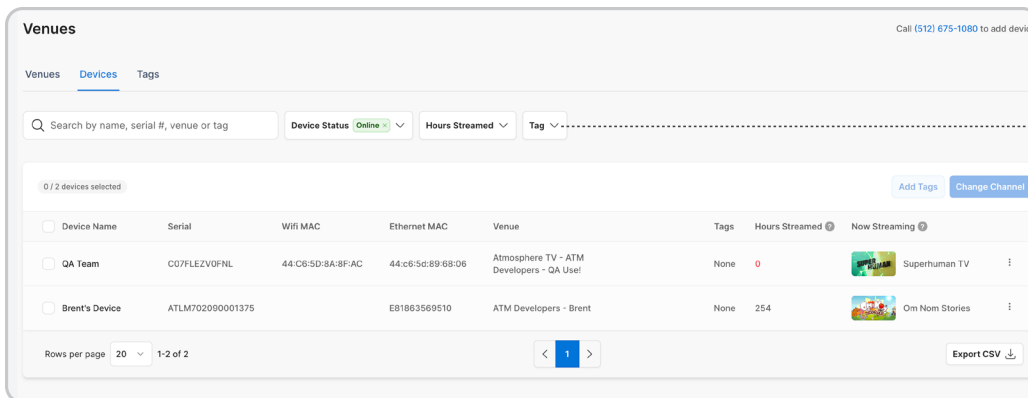 Venues
Call (512) 675-1080 to add devic
Venues Devices Tags
Search by name, serial #, venue or tag
Device Status Online × Hours Streamed Tag
0 / 2 devices selected
Add Tags Change Channel
Device Name Serial Wifi MAC Ethernet MAC Venue Tags Hours Streamed ? Now Streaming ?
QA Team C07FLEZV0FNL 44:C6:5D:8A:8F:AC 44:c6:5d:89:68:06 Atmosphere TV - ATM
Developers - QA Use! None 0 SUPER HUMAN Superhuman TV
Brent's Device ATLM702090001375 E81863569510 ATM Developers - Brent None 254 Om Nom Stories
Rows per page 20 1-2 of 2 1 Export CSV